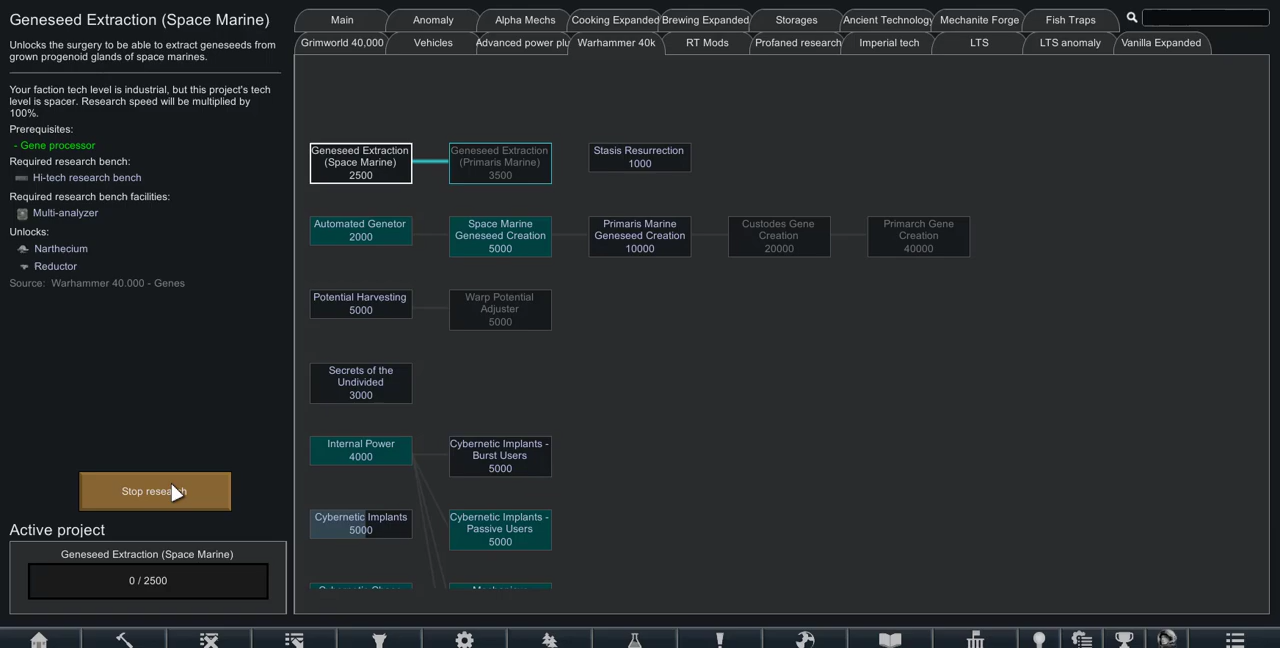 Geneseed Extraction (Space Marine)
Unlocks the surgery to be able to extract geneseeds from
grown progenoid glands of space marines.
Your faction tech level is industrial, but this project's tech
level is spacer. Research speed will be multiplied by
100%.
Prerequisites:
- Gene processor
Required research bench:
Hi-tech research bench
Required research bench facilities:
Multi-analyzer
Unlocks:
Narthecium
Reductor
Source: Warhammer 40.000 - Genes
Stop research
Active project
Geneseed Extraction (Space Marine)
0 / 2500
Main
Anomaly
Alpha Mechs
Cooking Expanded
Brewing Expanded
Storages
Ancient Technology
Mechanite Forge
Fish Traps
Grimworld 40,000
Vehicles
Advanced power plu
Warhammer 40k
RT Mods
Profaned research
Imperial tech
LTS
LTS anomaly
Vanilla Expanded
Geneseed Extraction
(Space Marine)
2500
Geneseed Extraction
(Primaris Marine)
3500
Stasis Resurrection
1000
Automated Genetor
2000
Space Marine
Geneseed Creation
5000
Primaris Marine
Geneseed Creation
10000
Custodes Gene
Creation
20000
Primarch Gene
Creation
40000
Potential Harvesting
5000
Warp Potential
Adjuster
5000
Secrets of the
Undivided
3000
Internal Power
4000
Cybernetic Implants -
Burst Users
5000
Cybernetic Implants
5000
Cybernetic Implants -
Passive Users
5000